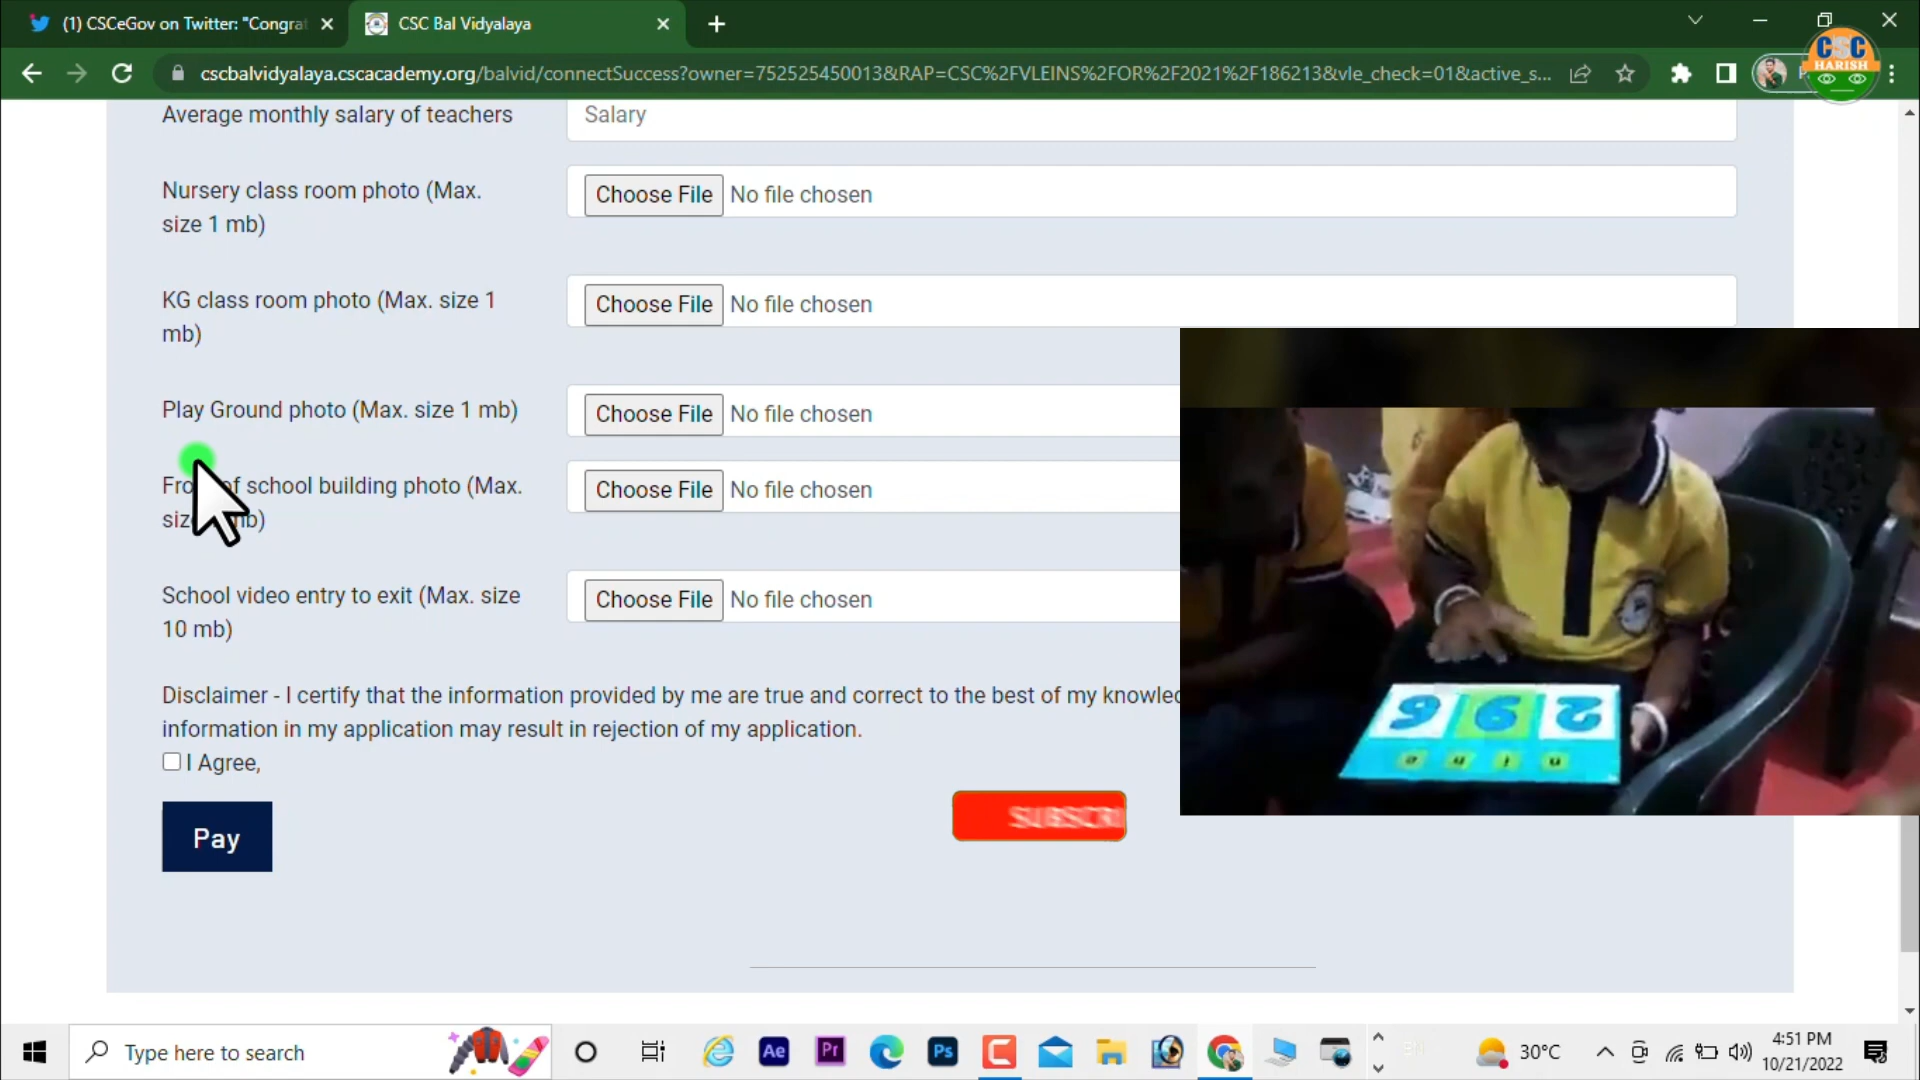 (1) CSCeGov on Twitter: "Congrat
CSC Bal Vidyalaya
cscbalvidyalaya.cscacademy.org/balvid/connectSuccess?owner=752525450013&RAP=CSC%2FVLEINS%2FOR%2F2021%2F186213&vle_check=01&active_s...
CSC
HARISH
Average monthly salary of teachers
Salary
Nursery class room photo (Max.
size 1 mb)
Choose File No file chosen
KG class room photo (Max. size 1
mb)
Choose File No file chosen
Play Ground photo (Max. size 1 mb)
Choose File No file chosen
of school building photo (Max.
Choose File No file chosen
School video entry to exit (Max. size
10 mb)
Choose File No file chosen
Disclaimer - I certify that the information provided by me are true and correct to the best of my
information in my application may result in rejection of my application.
I Agree,
Pay
SUBSCRI
2 9 6
n i n e
Type here to search
Ae
Pr
Ps
30°C
4:51 PM
10/21/2022